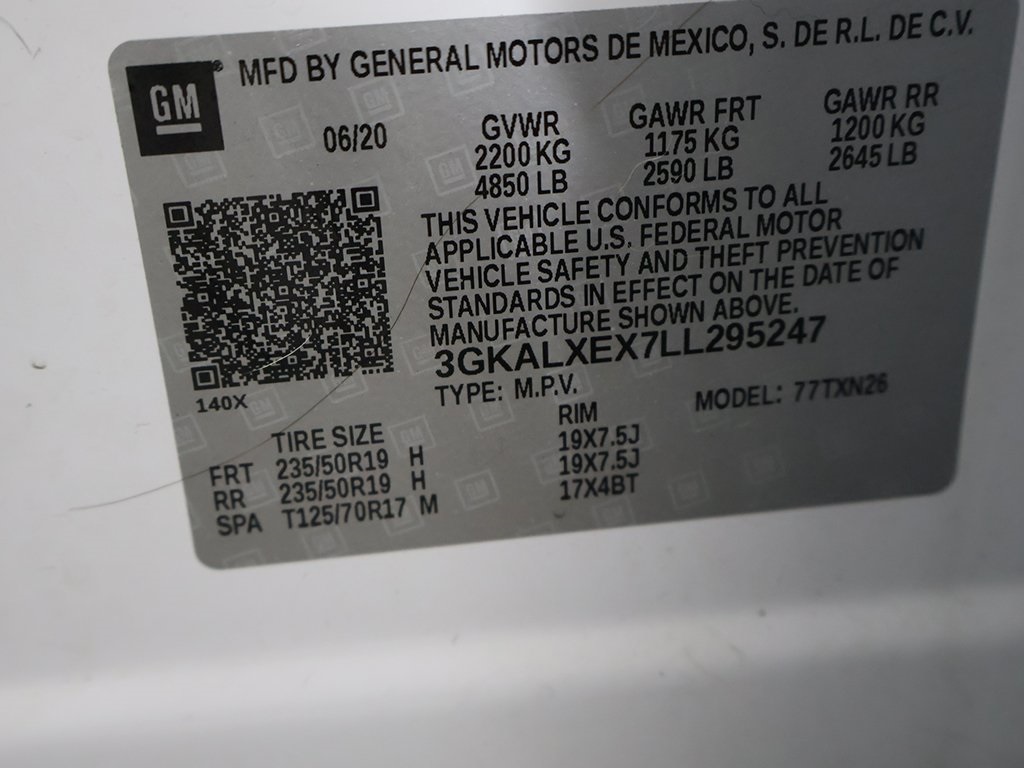 GM
MFD BY GENERAL MOTORS DE MEXICO, S. DE R.L. DE C.V.
06/20
GVWR GAWR FRT GAWR RR
2200 KG 1175 KG 1200 KG
4850 LB 2590 LB 2645 LB
THIS VEHICLE CONFORMS TO ALL
APPLICABLE U.S. FEDERAL MOTOR
VEHICLE SAFETY AND THEFT PREVENTION
STANDARDS IN EFFECT ON THE DATE OF
MANUFACTURE SHOWN ABOVE.
3GKALXEX7LL295247
140X
TYPE: M.P.V. MODEL: 77TXN26
TIRE SIZE RIM
FRT 235/50R19 H 19X7.5J
RR 235/50R19 H 19X7.5J
SPA T125/70R17 M 17X4BT